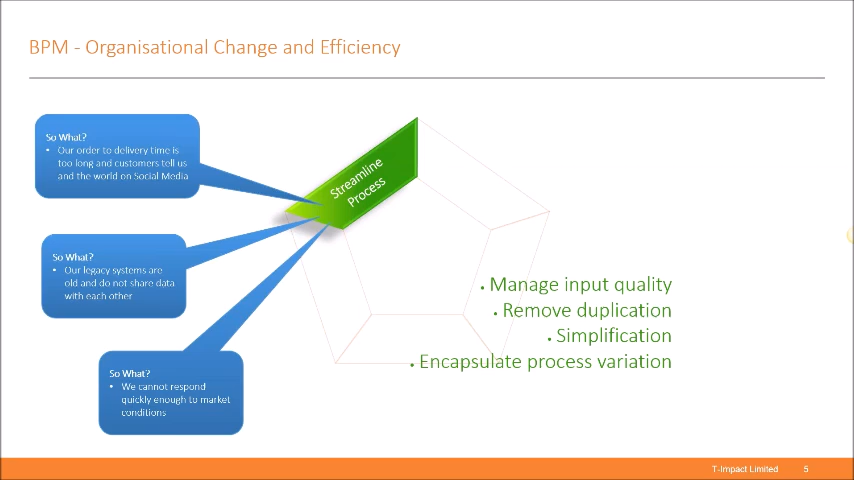 BPM - Organisational Change and Efficiency
So What?
• Our order to delivery time is
too long and customers tell us
and the world on Social Media
Streamline
Process
So What?
• Our legacy systems are
old and do not share data
with each other
• Manage input quality
• Remove duplication
• Simplification
• Encapsulate process variation
So What?
• We cannot respond
quickly enough to market
conditions
T-Impact Limited 5